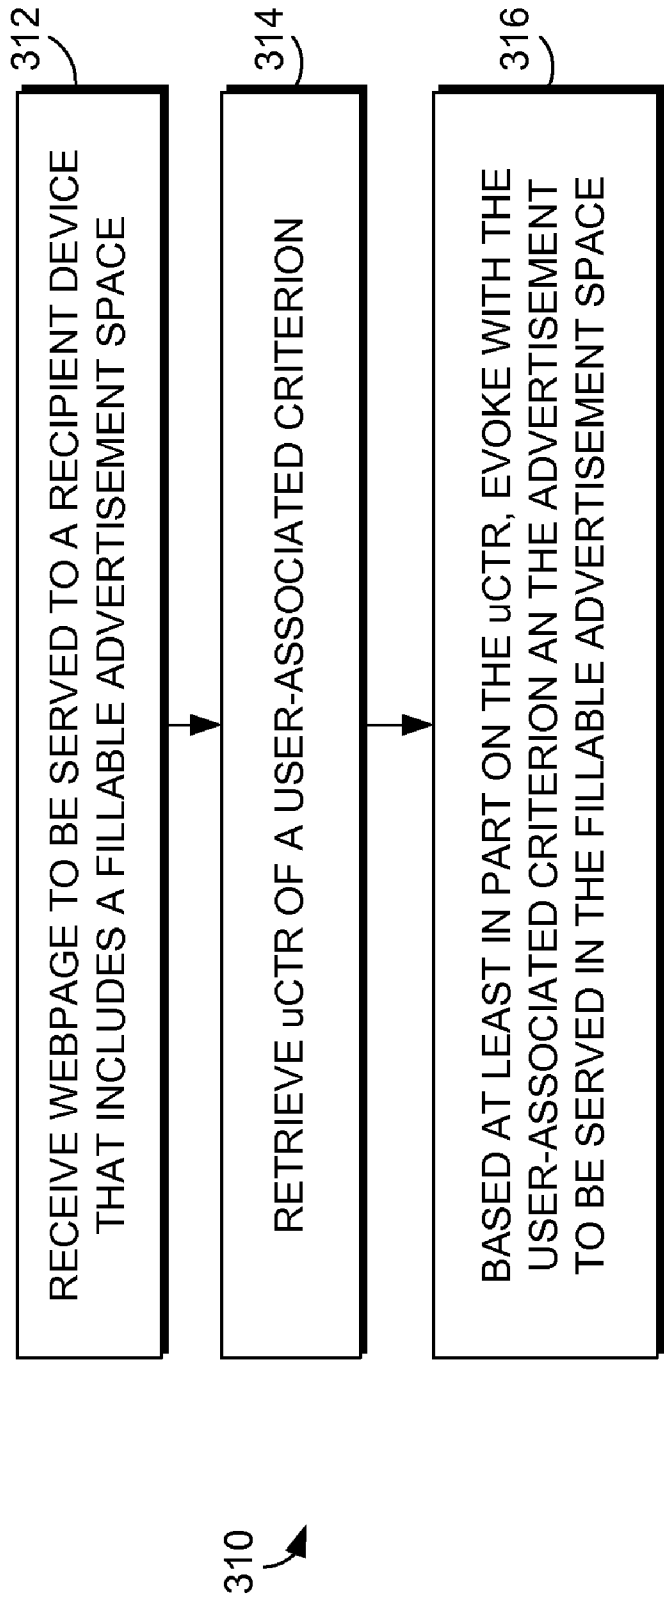 310
312
RECEIVE WEBPAGE TO BE SERVED TO A RECIPIENT DEVICE
THAT INCLUDES A FILLABLE ADVERTISEMENT SPACE
314
RETRIEVE uCTR OF A USER-ASSOCIATED CRITERION
316
BASED AT LEAST IN PART ON THE uCTR, EVOKE WITH THE
USER-ASSOCIATED CRITERION AN THE ADVERTISEMENT
TO BE SERVED IN THE FILLABLE ADVERTISEMENT SPACE